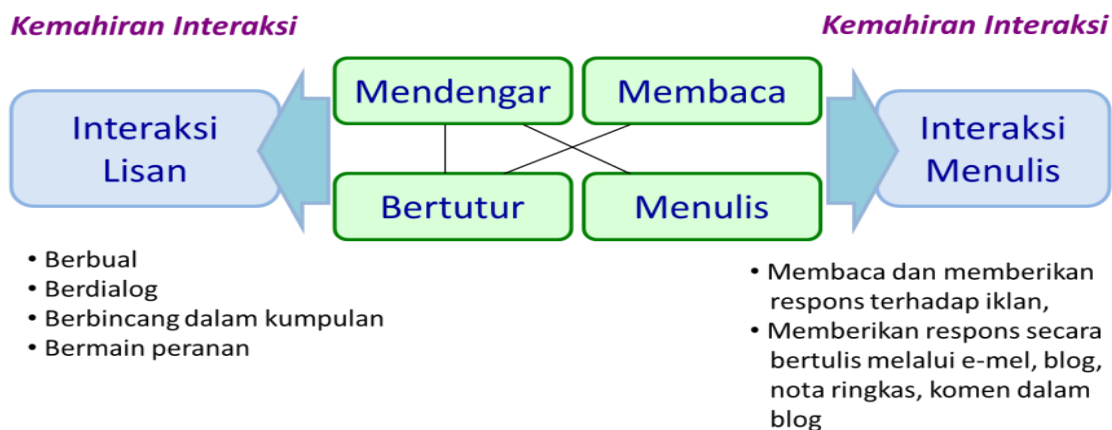 Kemahiran Interaksi
Kemahiran Interaksi
Interaksi
Lisan
Mendengar
Membaca
Bertutur
Menulis
Interaksi
Menulis
• Berbual
• Berdialog
• Berbincang dalam kumpulan
• Bermain peranan
• Membaca dan memberikan
respons terhadap iklan,
• Memberikan respons secara
bertulis melalui e-mel, blog,
nota ringkas, komen dalam
blog